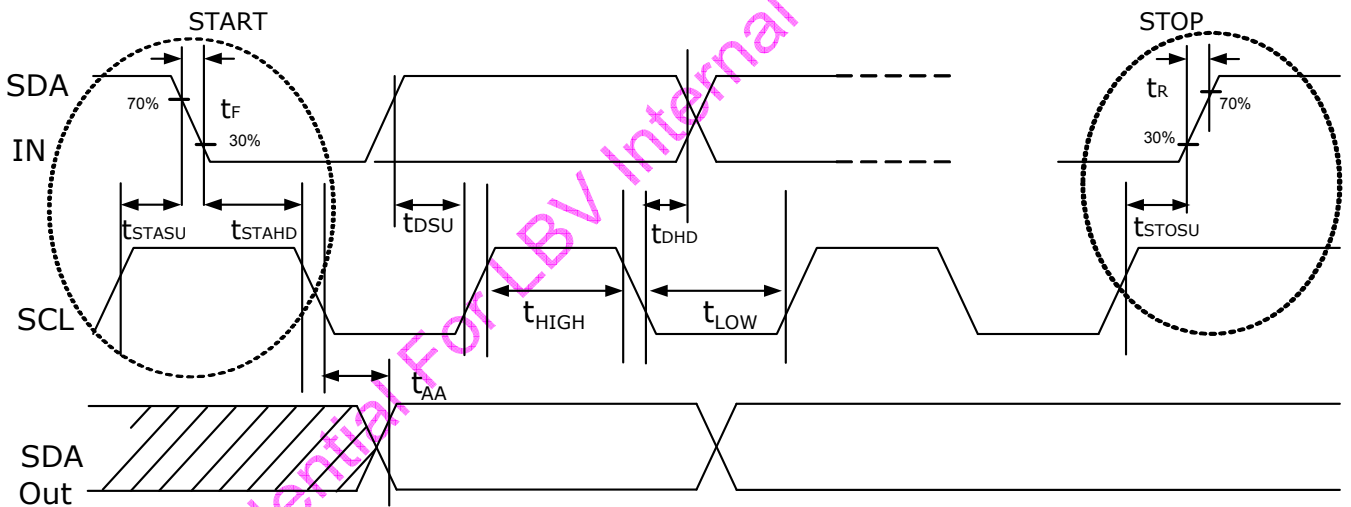 START
STOP
SDA
IN
70%
tF
30%
tR
30%
70%
tSTASU
tSTAHD
tDSU
tDHD
tSTOSU
SCL
tHIGH
tLOW
tAA
SDA
Out
For LBV Internal